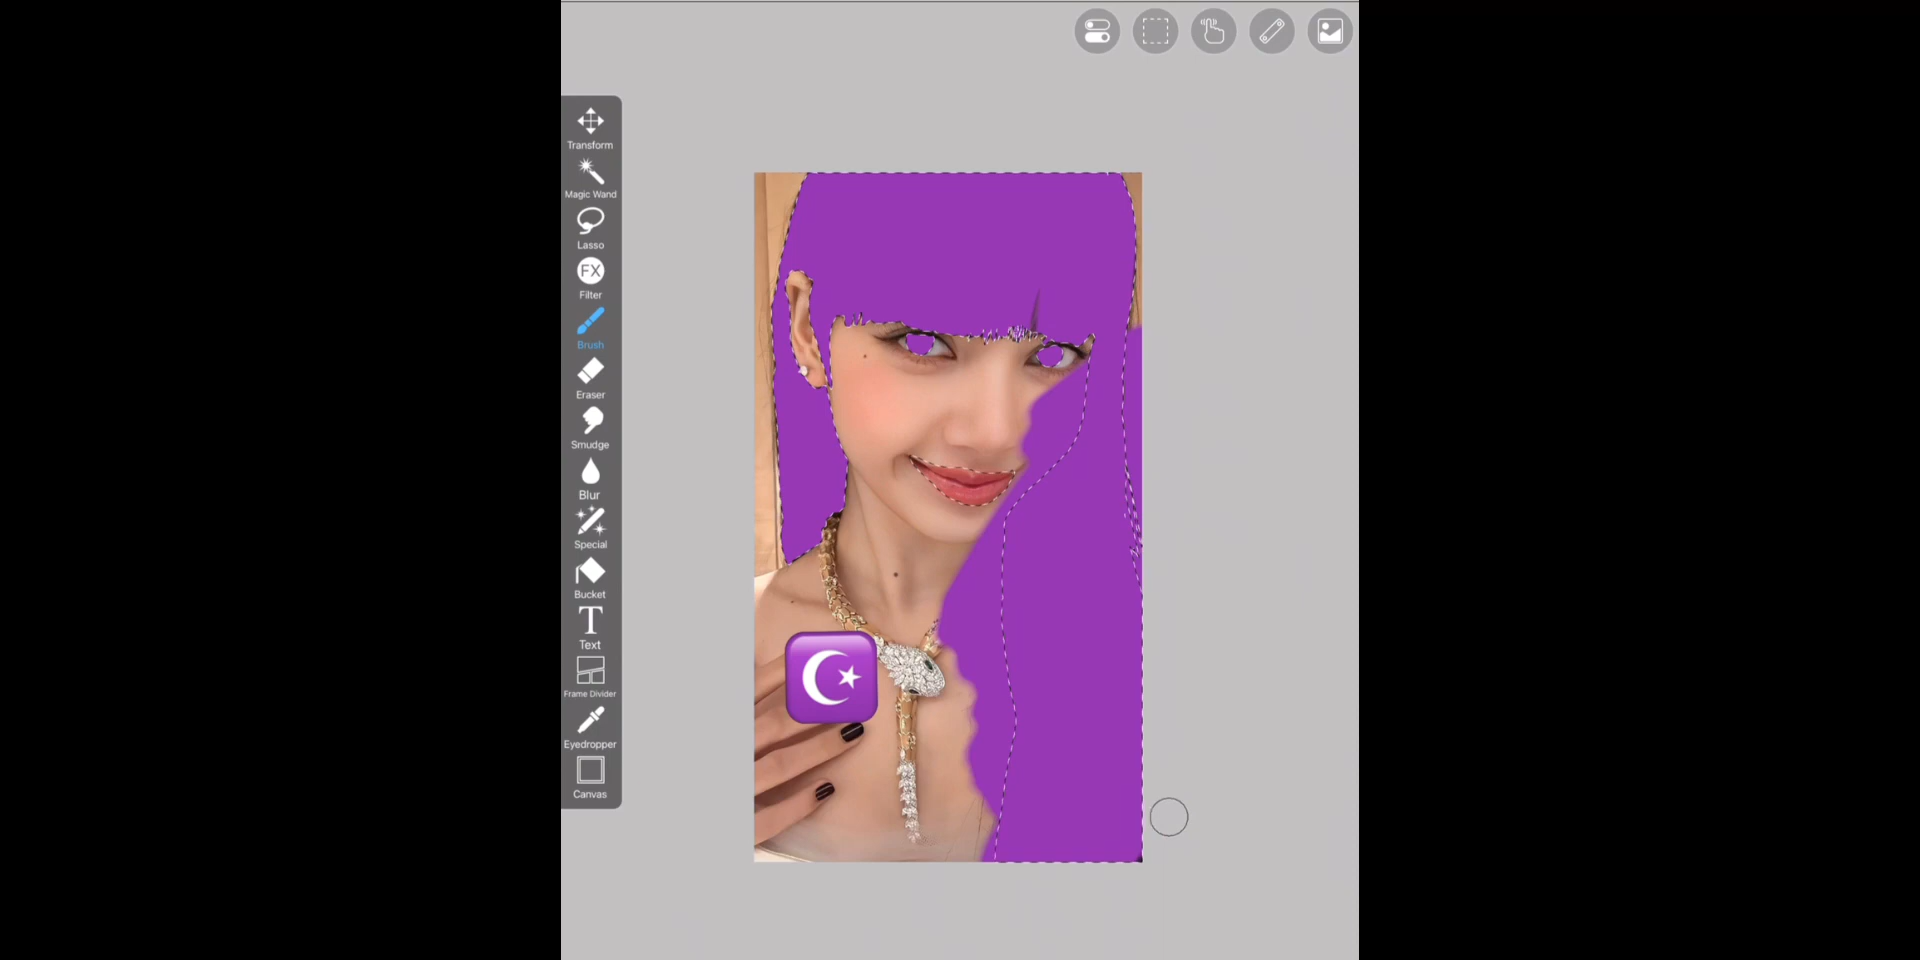 Transform
Magic Wand
Lasso
FX
Filter
Brush
Eraser
Smudge
Blur
Special
Bucket
T
Text
Frame Divider
Eyedropper
Canvas